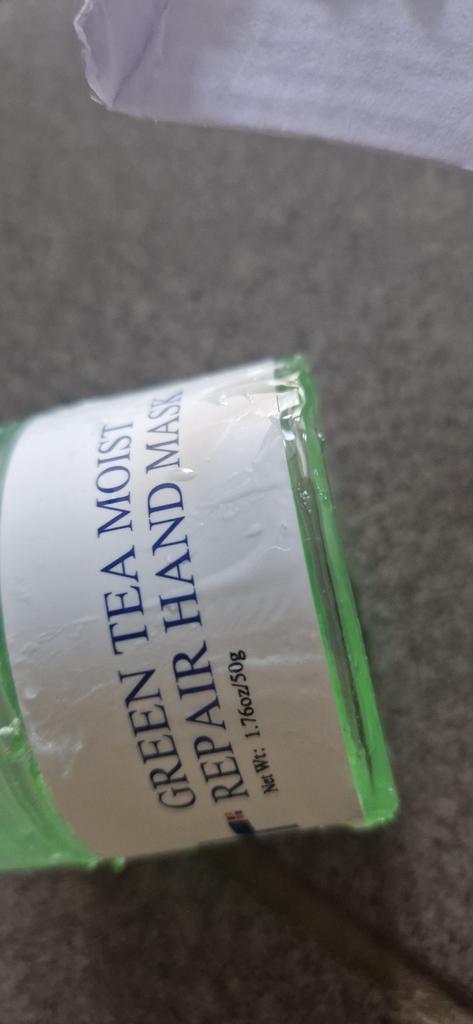 GREEN TEA MOIST
REPAIR HAND MASK
Net Wt: 1.76oz/50g